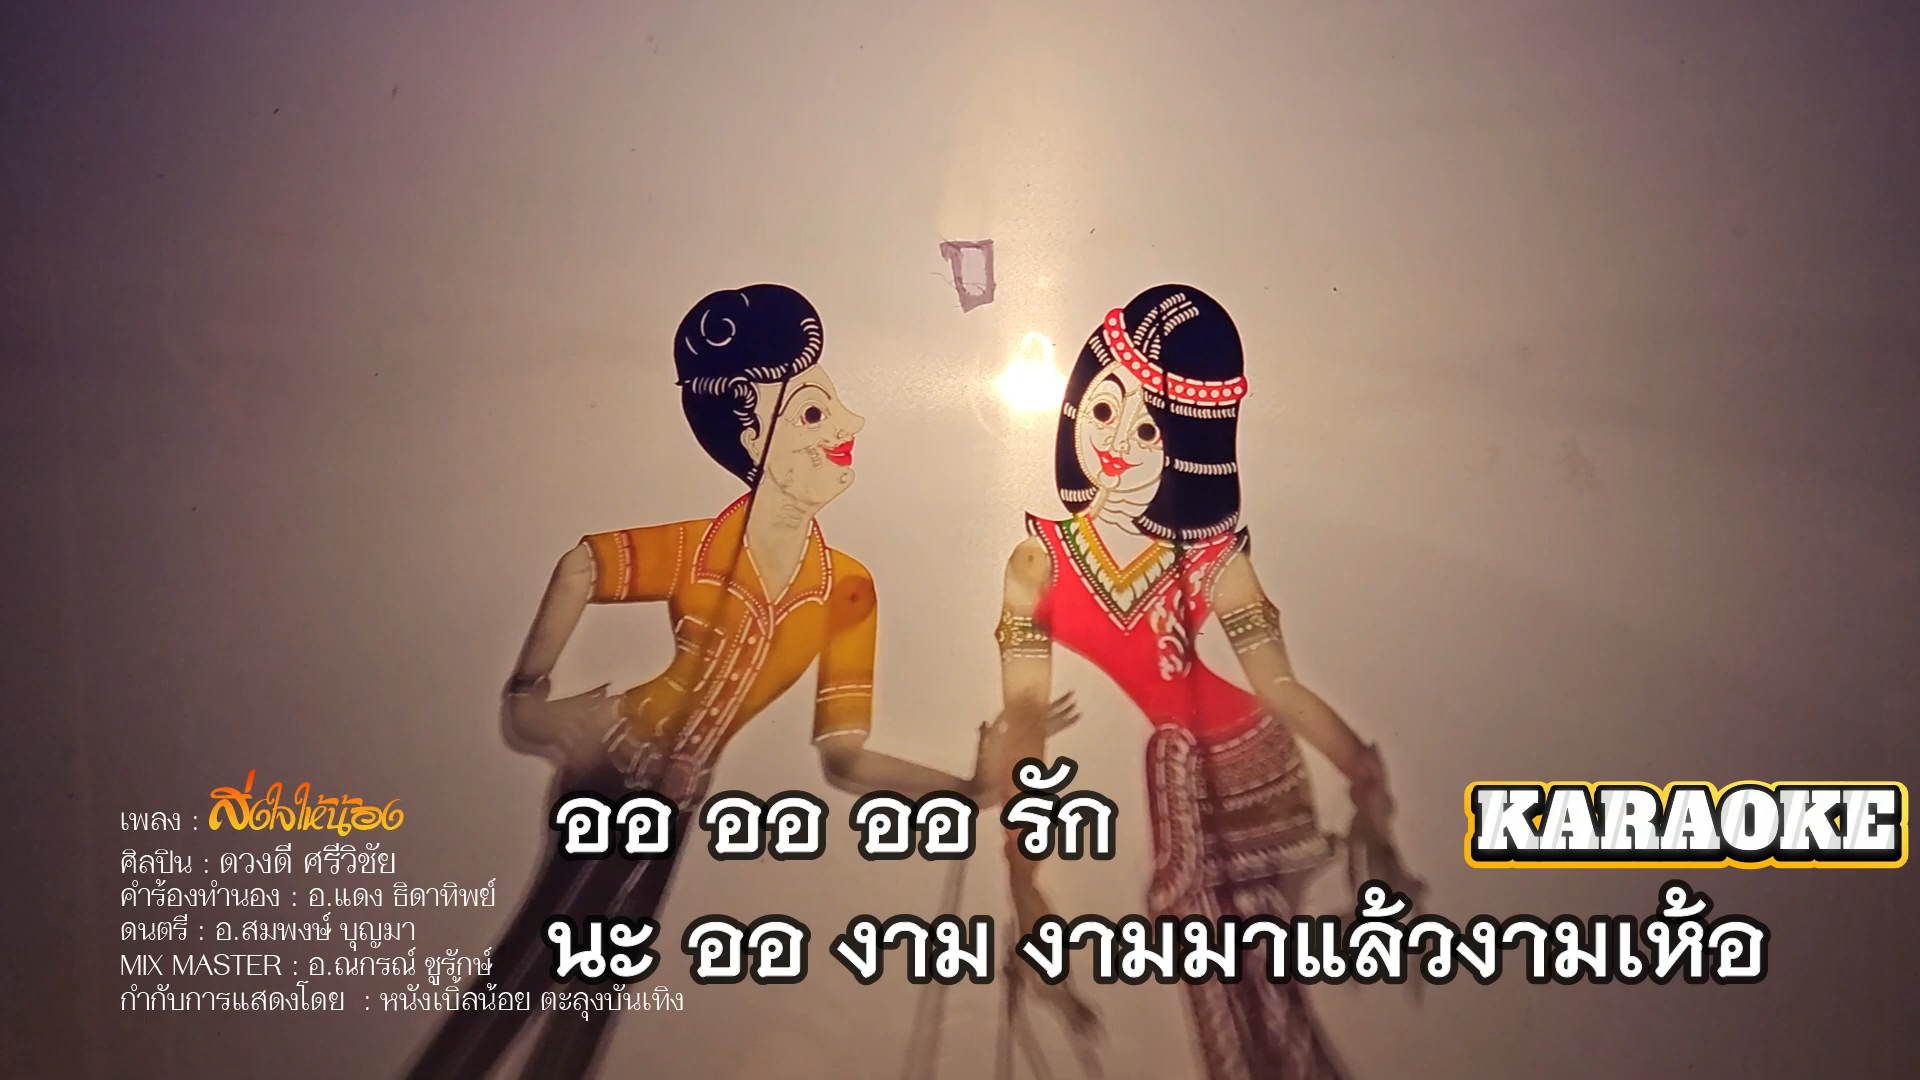 เพลง : สั่งใจให้น้อง
ศิลปิน : ดวงดี ศรีวิชัย
คำร้องทำนอง : อ.แดง ธิดาทิพย์
ดนตรี : อ.สมพงษ์ บุญมา
MIX MASTER : อ.ณกรณ์ ชูรักษ์
กำกับการแสดงโดย : หนังเบิ้ลน้อย ตะลุงบันเทิง
ออ ออ ออ รัก
นะ ออ งาม งามมาแล้วงามเห้อ
KARAOKE